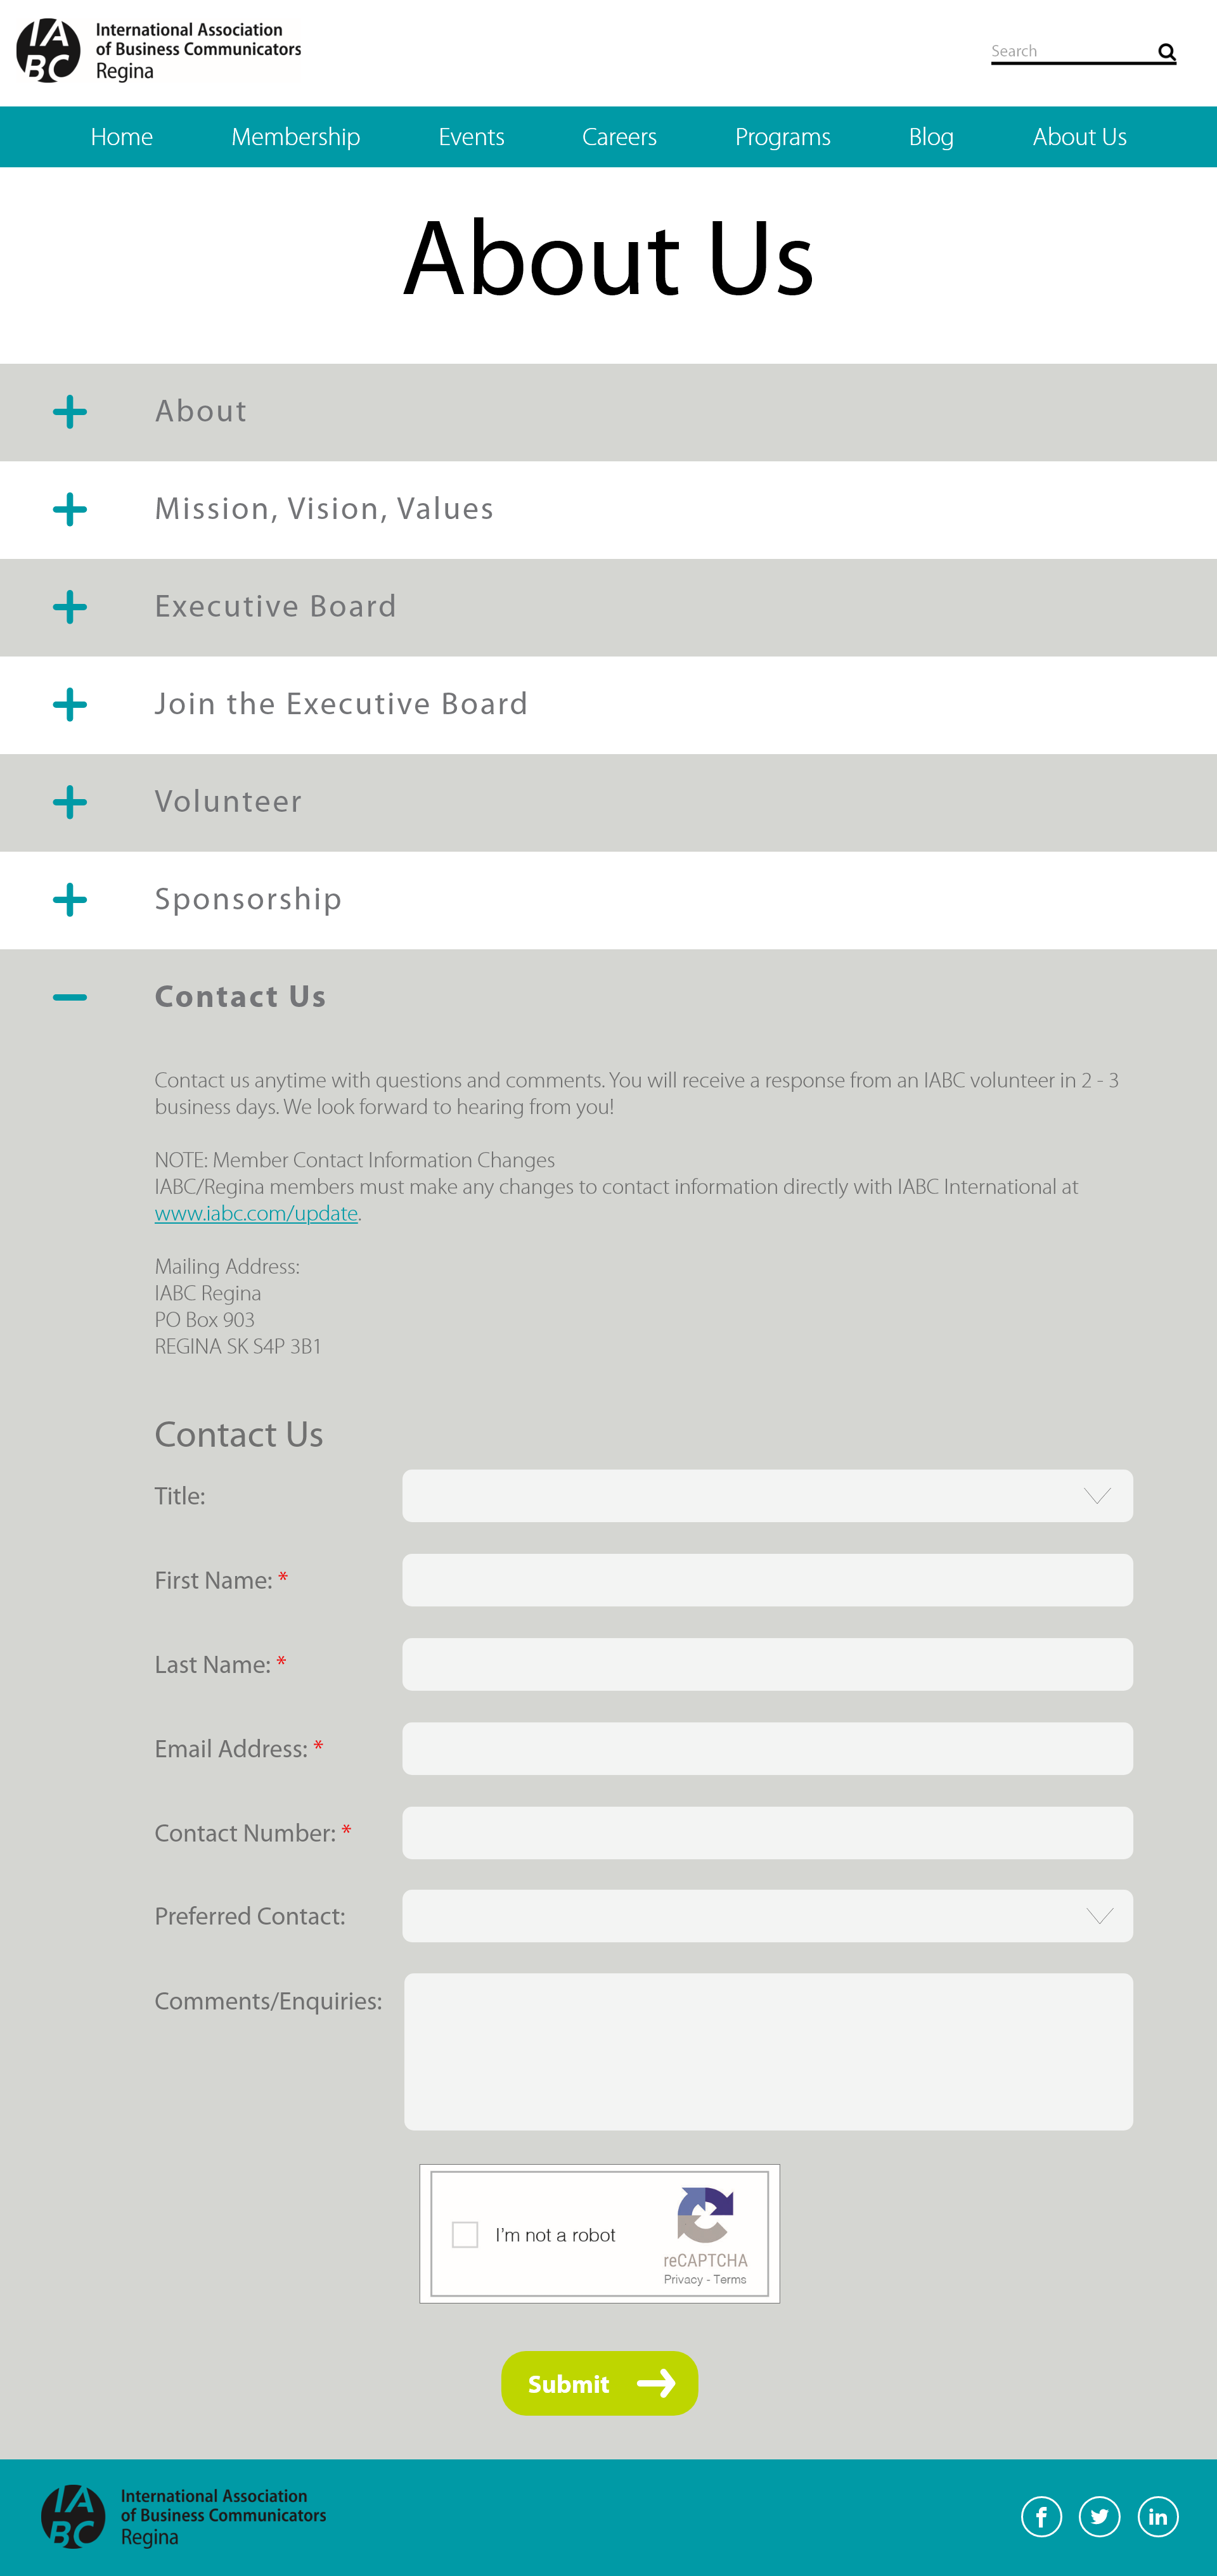 IABC
International Association
of Business Communicators
Regina
Search
Home Membership Events Careers Programs Blog About Us
About Us
About
Mission, Vision, Values
Executive Board
Join the Executive Board
Volunteer
Sponsorship
Contact Us
Contact us anytime with questions and comments. You will receive a response from an IABC volunteer in 2 - 3
business days. We look forward to hearing from you!
NOTE: Member Contact Information Changes
IABC/Regina members must make any changes to contact information directly with IABC International at
www.iabc.com/update.
Mailing Address:
IABC Regina
PO Box 903
REGINA SK S4P 3B1
Contact Us
Title:
First Name: *
Last Name: *
Email Address: *
Contact Number: *
Preferred Contact:
Comments/Enquiries:
I'm not a robot
reCAPTCHA
Privacy - Terms
Submit
IABC
International Association
of Business Communicators
Regina
f in